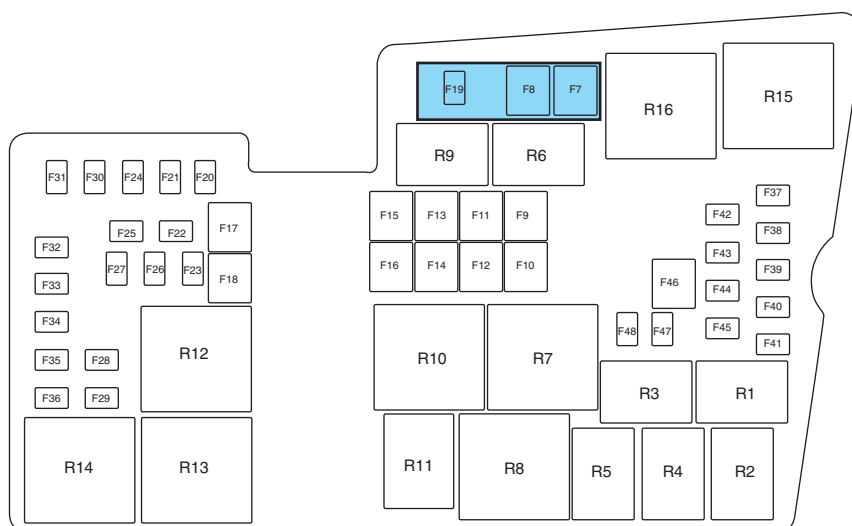 F19 F8 F7
R16 R15
R9 R6
F31 F30 F24 F21 F20
F37
F15 F13 F11 F9
F42
F17
F25 F22
F38
F32
F43
F16 F14 F12 F10
F27 F26 F23 F18
F39
F46
F33
F44
F40
F34
F48 F47 F45
F41
R12 R10 R7
F35 F28
R3 R1
F36 F29
R14 R13 R11 R8 R5 R4 R2